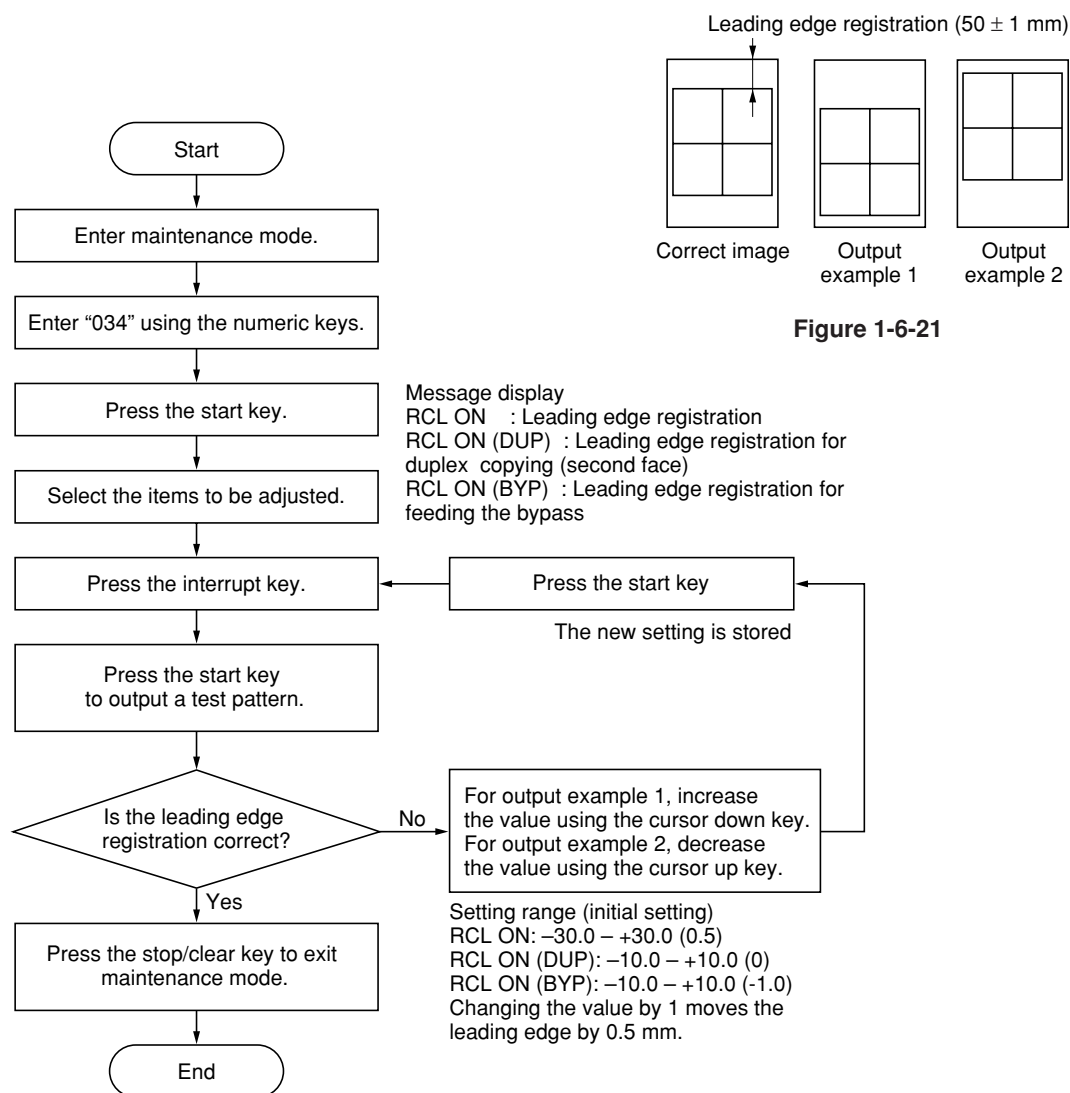 Leading edge registration (50 ± 1 mm)
Correct image
Output
example 1
Output
example 2
Figure 1-6-21
Start
Enter maintenance mode.
Enter “034” using the numeric keys.
Press the start key.
Message display
RCL ON : Leading edge registration
RCL ON (DUP) : Leading edge registration for
duplex copying (second face)
RCL ON (BYP) : Leading edge registration for
feeding the bypass
Select the items to be adjusted.
Press the interrupt key.
Press the start key
The new setting is stored
Press the start key
to output a test pattern.
Is the leading edge
registration correct?
No
For output example 1, increase
the value using the cursor down key.
For output example 2, decrease
the value using the cursor up key.
Setting range (initial setting)
RCL ON: –30.0 – +30.0 (0.5)
RCL ON (DUP): –10.0 – +10.0 (0)
RCL ON (BYP): –10.0 – +10.0 (-1.0)
Changing the value by 1 moves the
leading edge by 0.5 mm.
Yes
Press the stop/clear key to exit
maintenance mode.
End